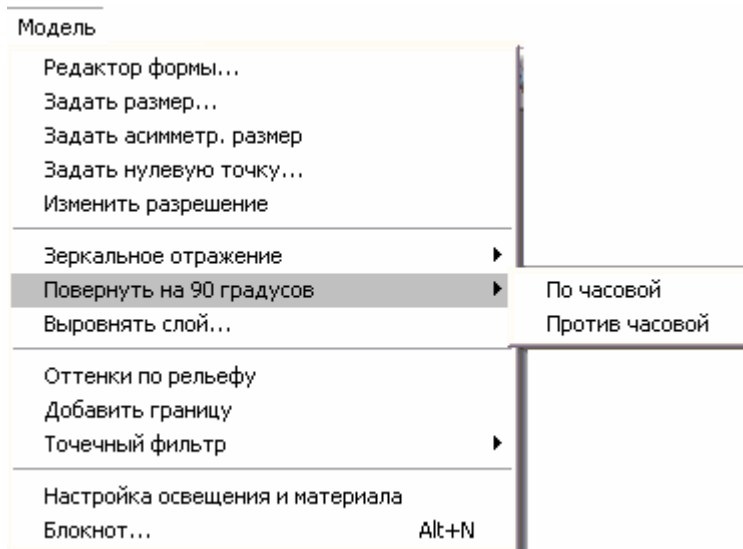 Модель
Редактор формы...
Задать размер...
Задать асимметр. размер
Задать нулевую точку...
Изменить разрешение
Зеркальное отражение
Повернуть на 90 градусов
По часовой
Выровнять слой...
Против часовой
Оттенки по рельефу
Добавить границу
Точечный фильтр
Настройка освещения и материала
Блокнот... Alt+N